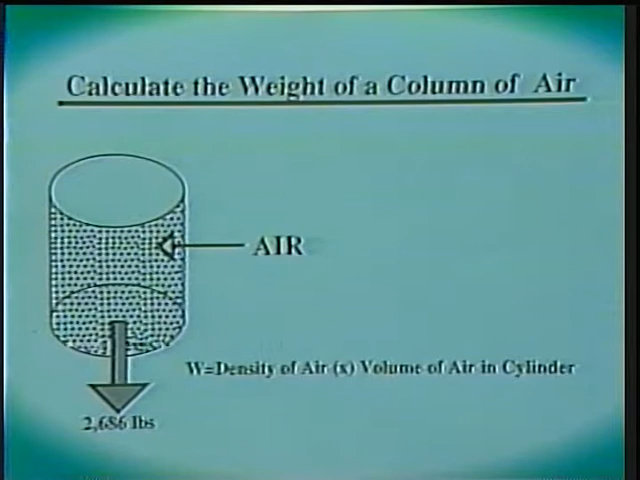 Calculate the Weight of a Column of Air
AIR
W=Density of Air (x) Volume of Air in Cylinder
2,686 lbs